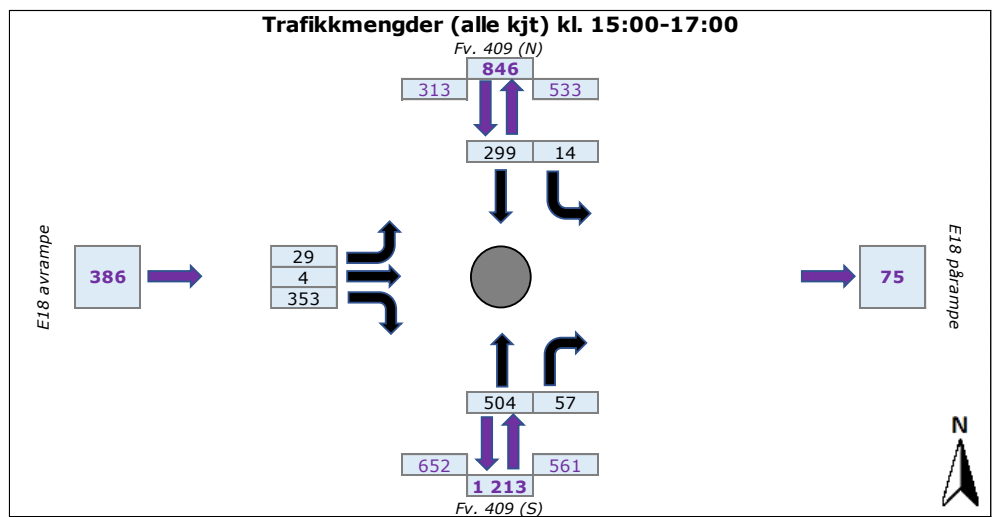 Trafikkmengder (alle kjt) kl. 15:00-17:00
Fv. 409 (N)
846
313 533
299 14
E18 avrampe
386
29
4
353
75
E18 pårampe
504 57
652 561
1 213
Fv. 409 (S)
N